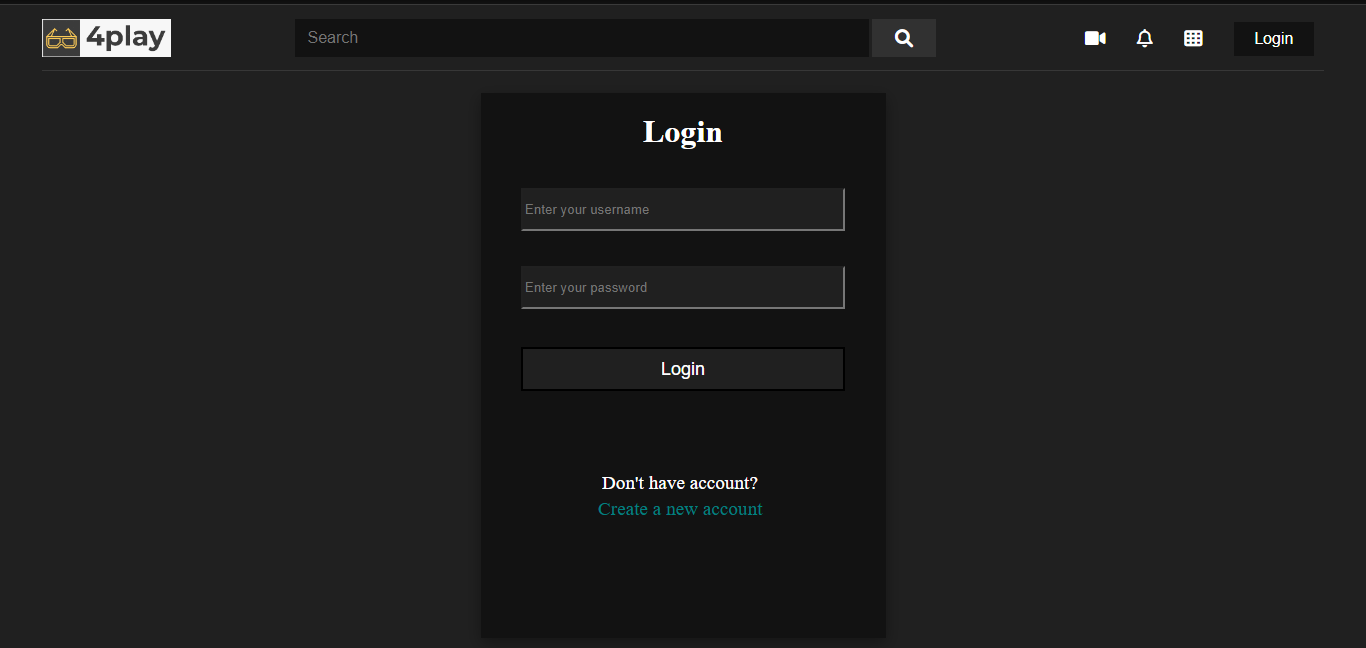 4play
Search
Login
Login
Enter your username
Enter your password
Login
Don't have account?
Create a new account